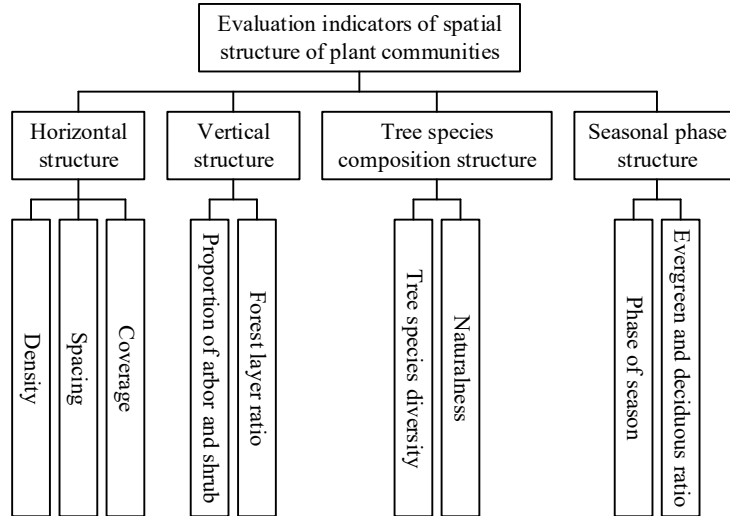 Evaluation indicators of spatial
structure of plant communities
Horizontal
structure
Vertical
structure
Tree species
composition structure
Seasonal phase
structure
Density
Spacing
Coverage
Proportion of arbor and shrub
Forest layer ratio
Tree species diversity
Naturalness
Phase of season
Evergreen and deciduous ratio